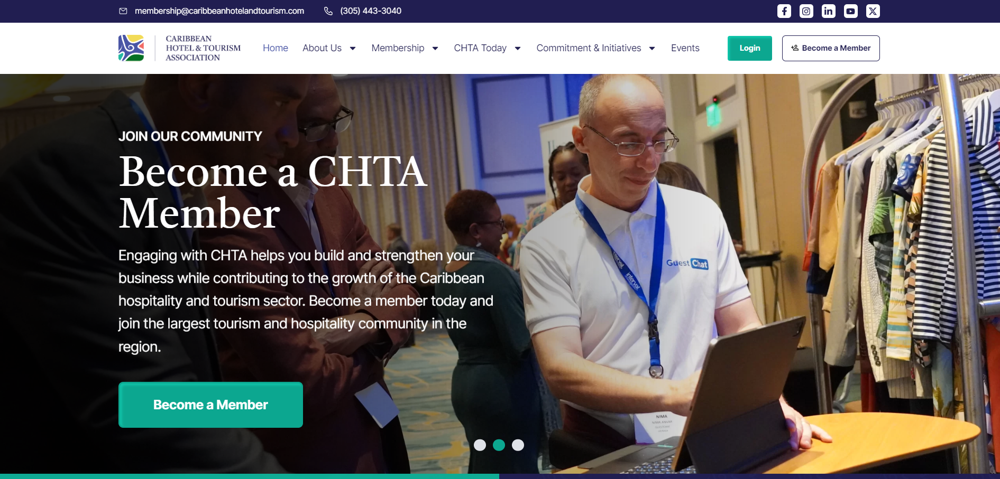 membership@caribbeanhotelandtourism.com
(305) 443-3040
CARIBBEAN
HOTEL & TOURISM
ASSOCIATION
Home
About Us
Membership
CHTA Today
Commitment & Initiatives
Events
Login
Become a Member
JOIN OUR COMMUNITY
Become a CHTA
Member
Engaging with CHTA helps you build and strengthen your
business while contributing to the growth of the Caribbean
hospitality and tourism sector. Become a member today and
join the largest tourism and hospitality community in the
region.
Become a Member
Guest Chat
interval
NIMA